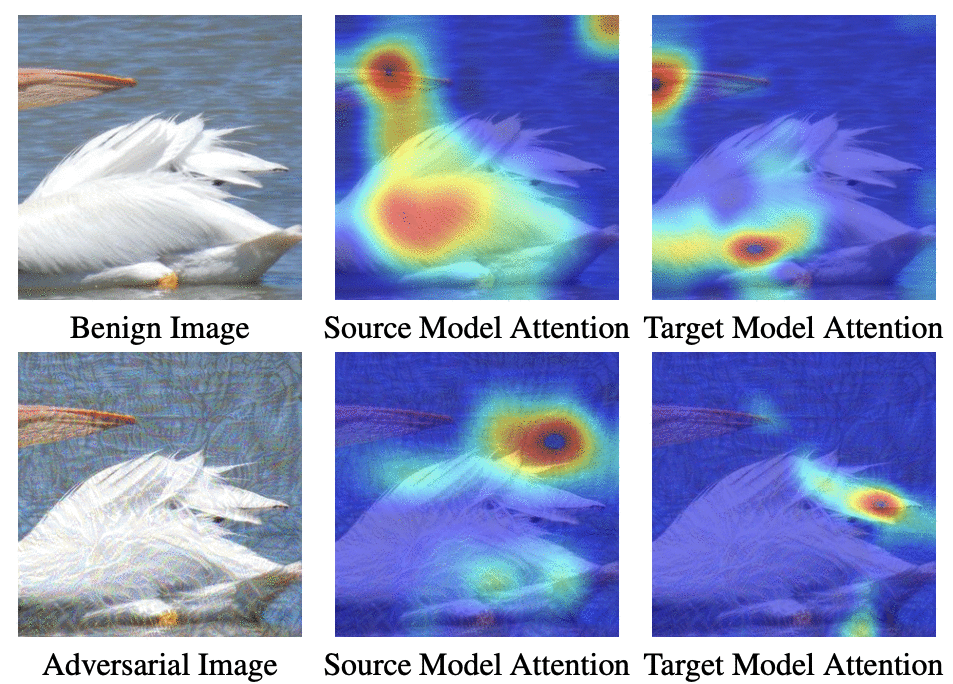 Benign Image
Source Model Attention
Target Model Attention
Adversarial Image
Source Model Attention
Target Model Attention